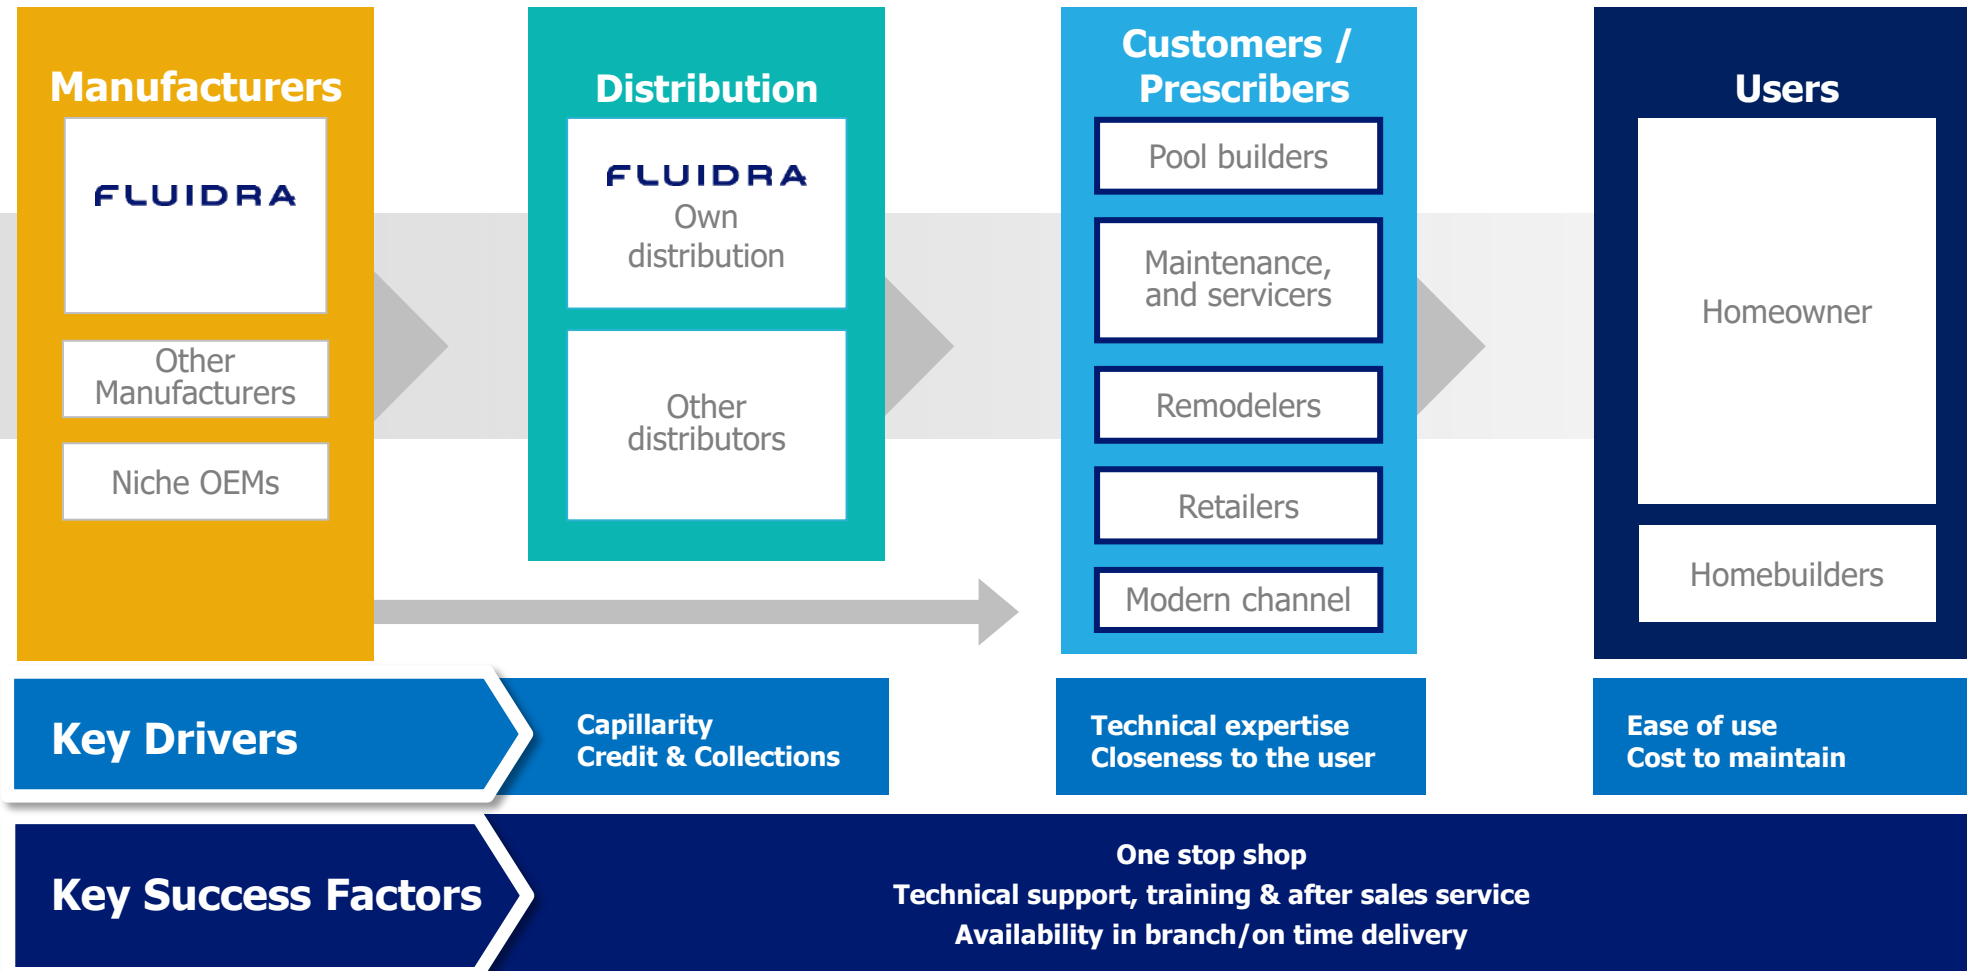 Manufacturers
FLUIDRA
Other
Manufacturers
Niche OEMs
Distribution
FLUIDRA
Own
distribution
Other
distributors
Customers /
Prescribers
Pool builders
Maintenance,
and servicers
Remodelers
Retailers
Modern channel
Users
Homeowner
Homebuilders
Key Drivers
Capillarity
Credit & Collections
Technical expertise
Closeness to the user
Ease of use
Cost to maintain
Key Success Factors
One stop shop
Technical support, training & after sales service
Availability in branch/on time delivery